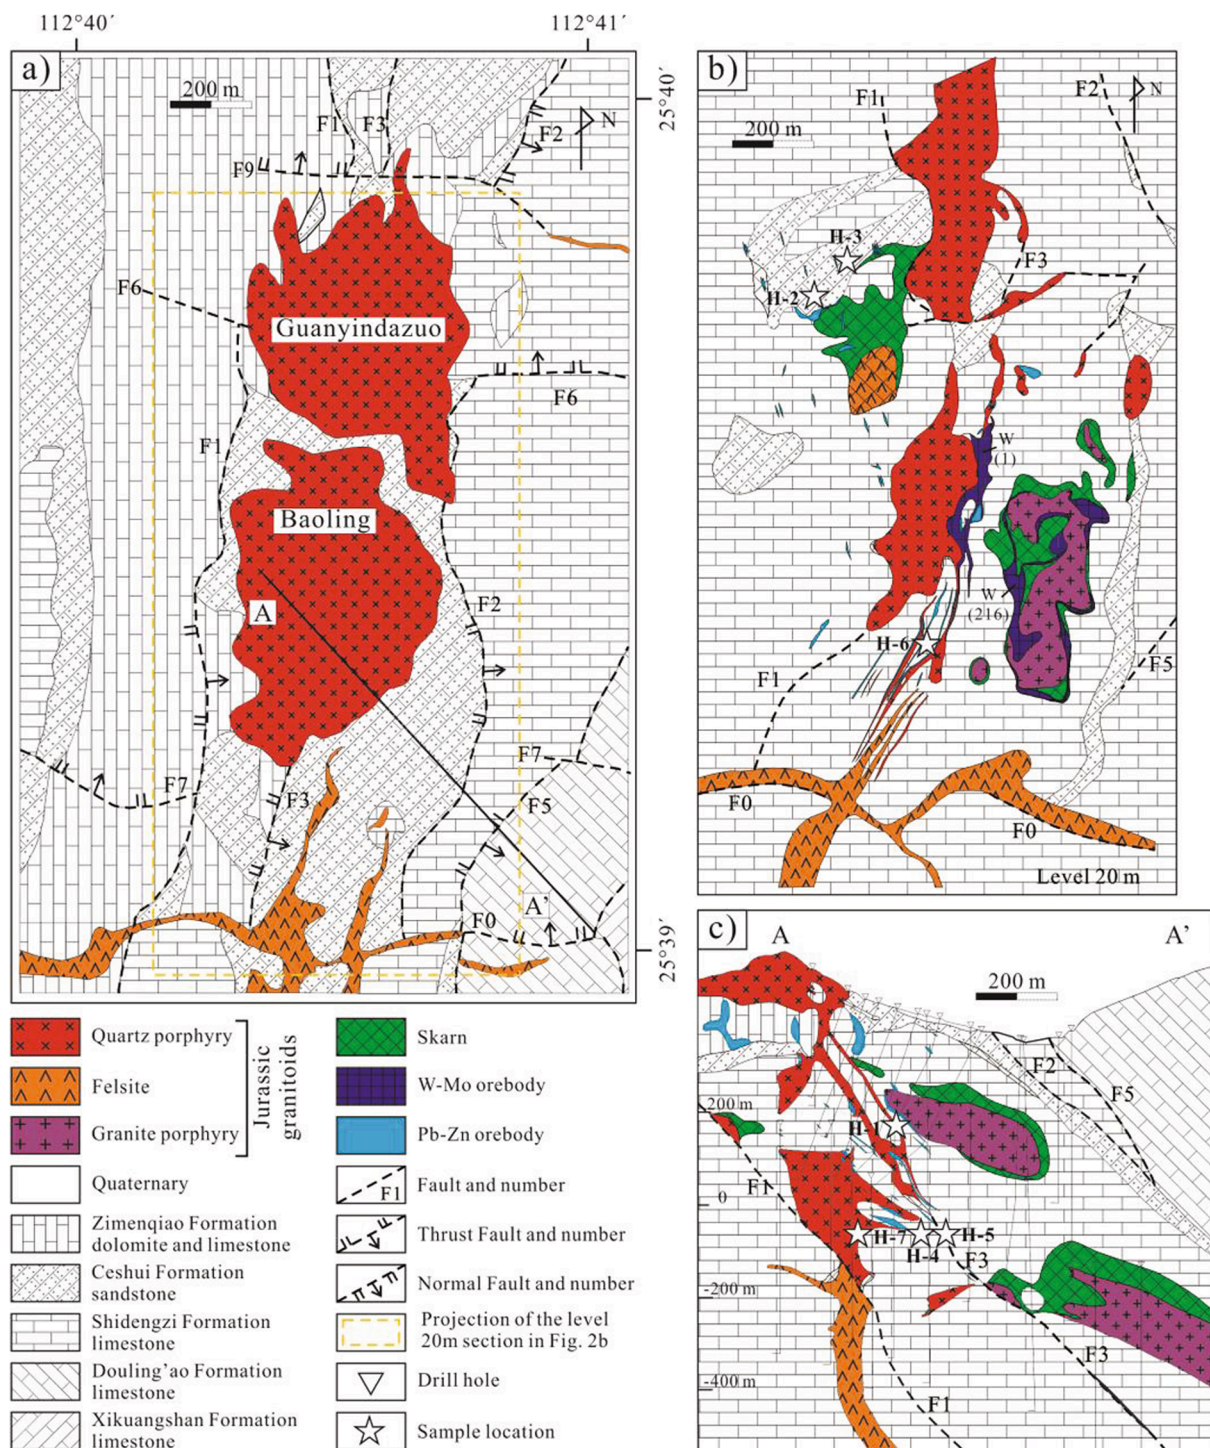 112°40′
112°41′
a)
200 m
F1
F3
F2
N
F9
25°40′
F6
Guanyindazuo
F6
F1
Baoling
A
F2
F7
F7
F3
F5
F0
A’
25°39′
b)
F1
F2
N
200 m
H-3
F3
H-2
W
(1)
W
(216)
H-6
F1
F5
F0
F0
Level 20 m
c)
A
A’
200 m
F2
F5
200 m
H-1
F1
0
H-7
H-5
H-4
F3
-200 m
F3
-400 m
F1
Quartz porphyry
Felsite
Granite porphyry
Jurassic
granitoids
Quaternary
Zimenqiao Formation
dolomite and limestone
Ceshui Formation
sandstone
Shidengzi Formation
limestone
Douling’ao Formation
limestone
Xikuangshan Formation
limestone
Skarn
W-Mo orebody
Pb-Zn orebody
F1
Fault and number
Thrust Fault and number
Normal Fault and number
Projection of the level
20m section in Fig. 2b
Drill hole
Sample location